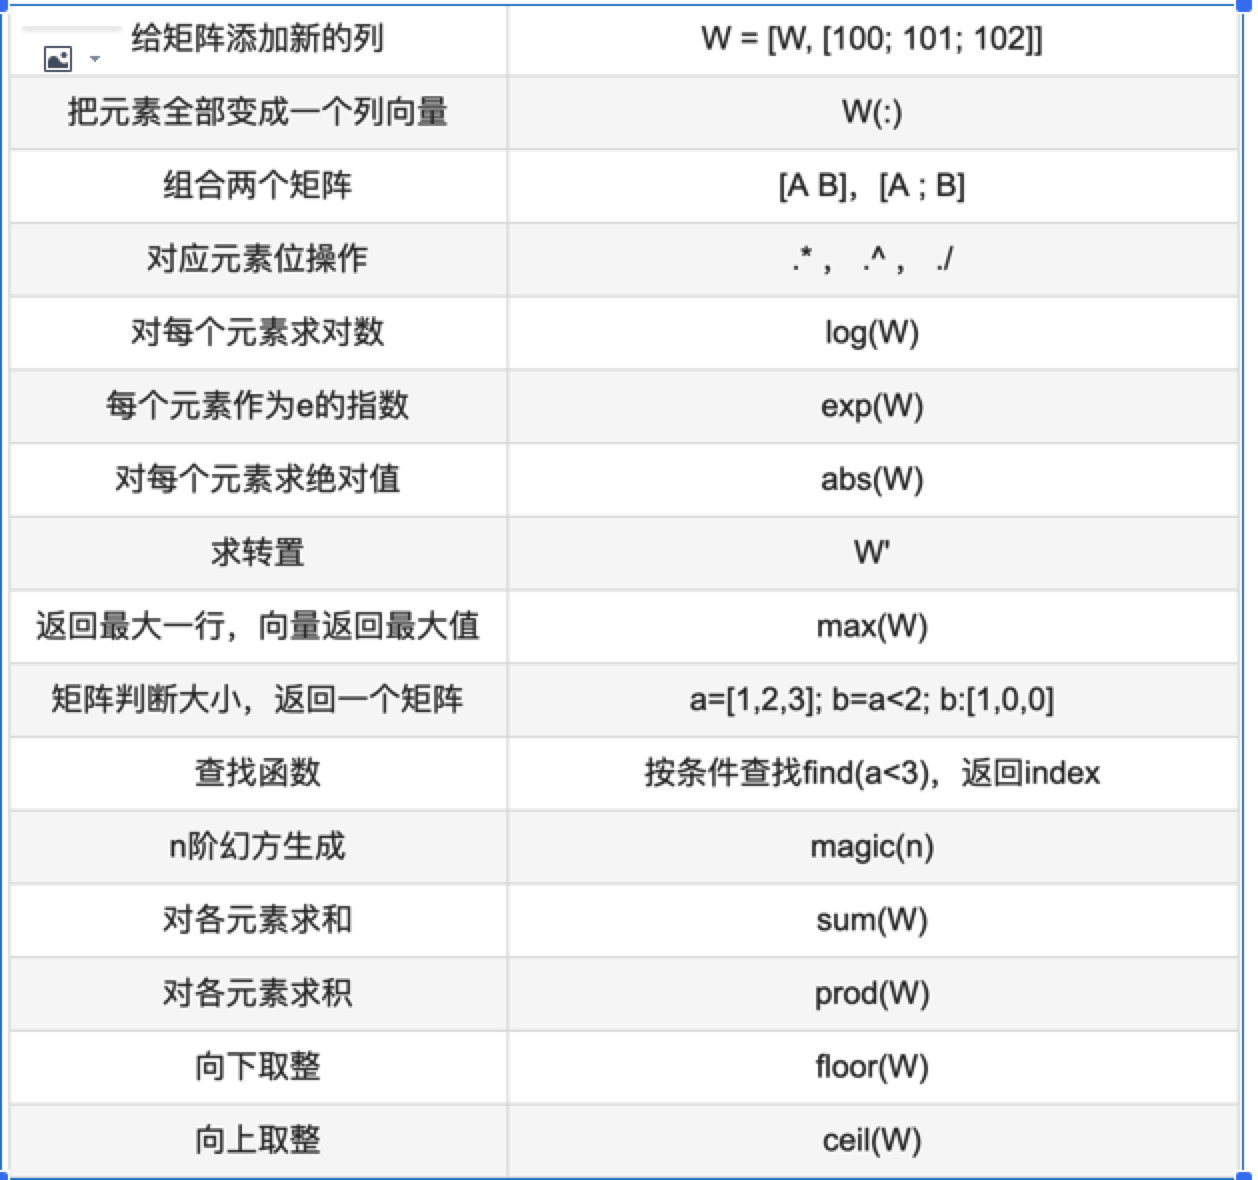 给矩阵添加新的列 W = [W, [100; 101; 102]]
把元素全部变成一个列向量 W(:)
组合两个矩阵 [A B]，[A ; B]
对应元素位操作 .* ， .^ ， ./
对每个元素求对数 log(W)
每个元素作为e的指数 exp(W)
对每个元素求绝对值 abs(W)
求转置 W'
返回最大一行，向量返回最大值 max(W)
矩阵判断大小，返回一个矩阵 a=[1,2,3]; b=a<2; b:[1,0,0]
查找函数 按条件查找find(a<3)，返回index
n阶幻方生成 magic(n)
对各元素求和 sum(W)
对各元素求积 prod(W)
向下取整 floor(W)
向上取整 ceil(W)